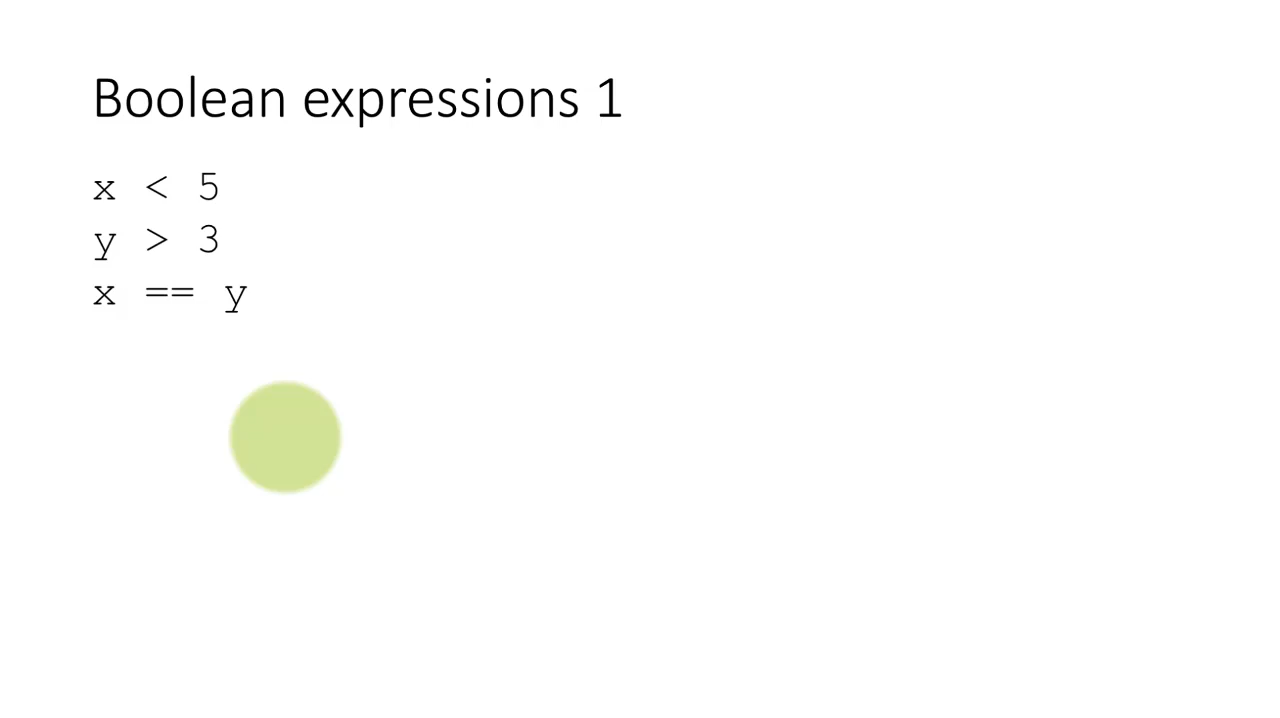 Boolean expressions 1
x < 5
y > 3
x == y